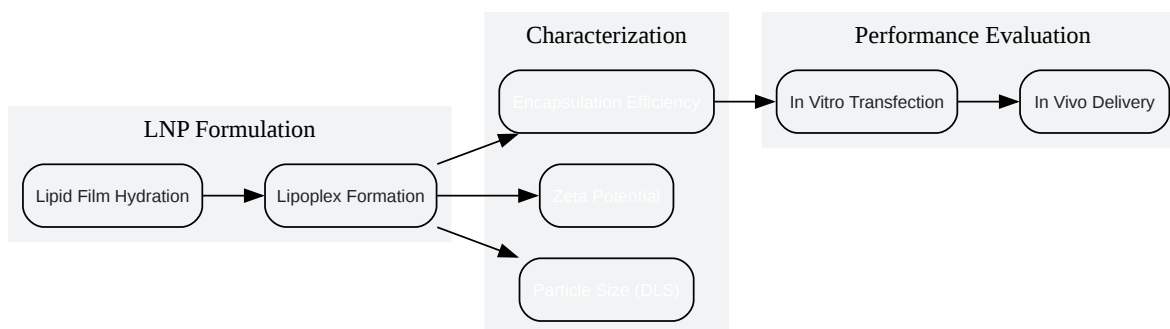 LNP Formulation
Lipid Film Hydration
Lipoplex Formation
Characterization
Encapsulation Efficiency
Zeta Potential
Particle Size (DLS)
Performance Evaluation
In Vitro Transfection
In Vivo Delivery